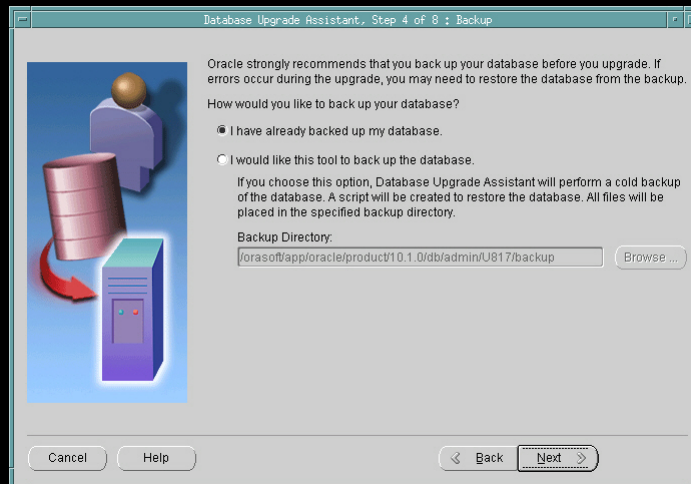 Database Upgrade Assistant, Step 4 of 8 : Backup
Oracle strongly recommends that you back up your database before you upgrade. If
errors occur during the upgrade, you may need to restore the database from the backup.
How would you like to back up your database?
I have already backed up my database.
I would like this tool to back up the database.
If you choose this option, Database Upgrade Assistant will perform a cold backup
of the database. A script will be created to restore the database. All files will be
placed in the specified backup directory.
Backup Directory:
/orasoft/app/oracle/product/10.1.0/db/admin/U817/backup
Browse ...
Cancel
Help
Back
Next